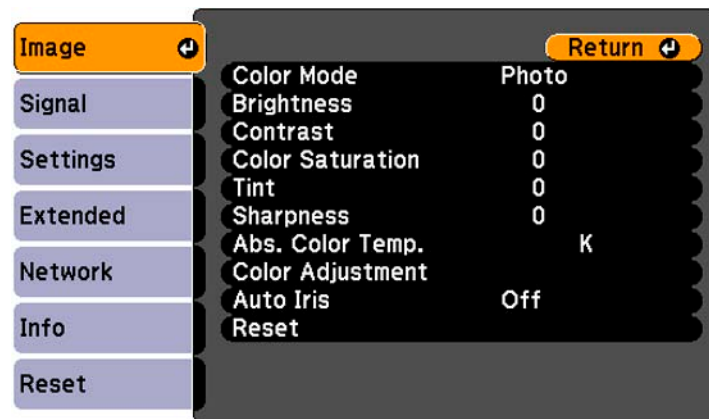 Image
Signal
Settings
Extended
Network
Info
Reset
Return
Color Mode Photo
Brightness 0
Contrast 0
Color Saturation 0
Tint 0
Sharpness 0
Abs. Color Temp. K
Color Adjustment
Auto Iris Off
Reset